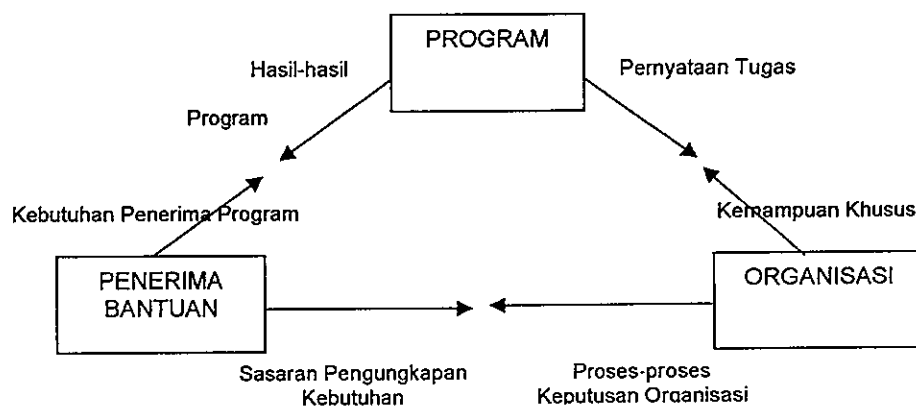 PROGRAM
Hasil-hasil
Pernyataan Tugas
Program
Kebutuhan Penerima Program
Kemampuan Khusus
PENERIMA
BANTUAN
ORGANISASI
Sasaran Pengungkapan
Kebutuhan
Proses-proses
Keputusan Organisasi